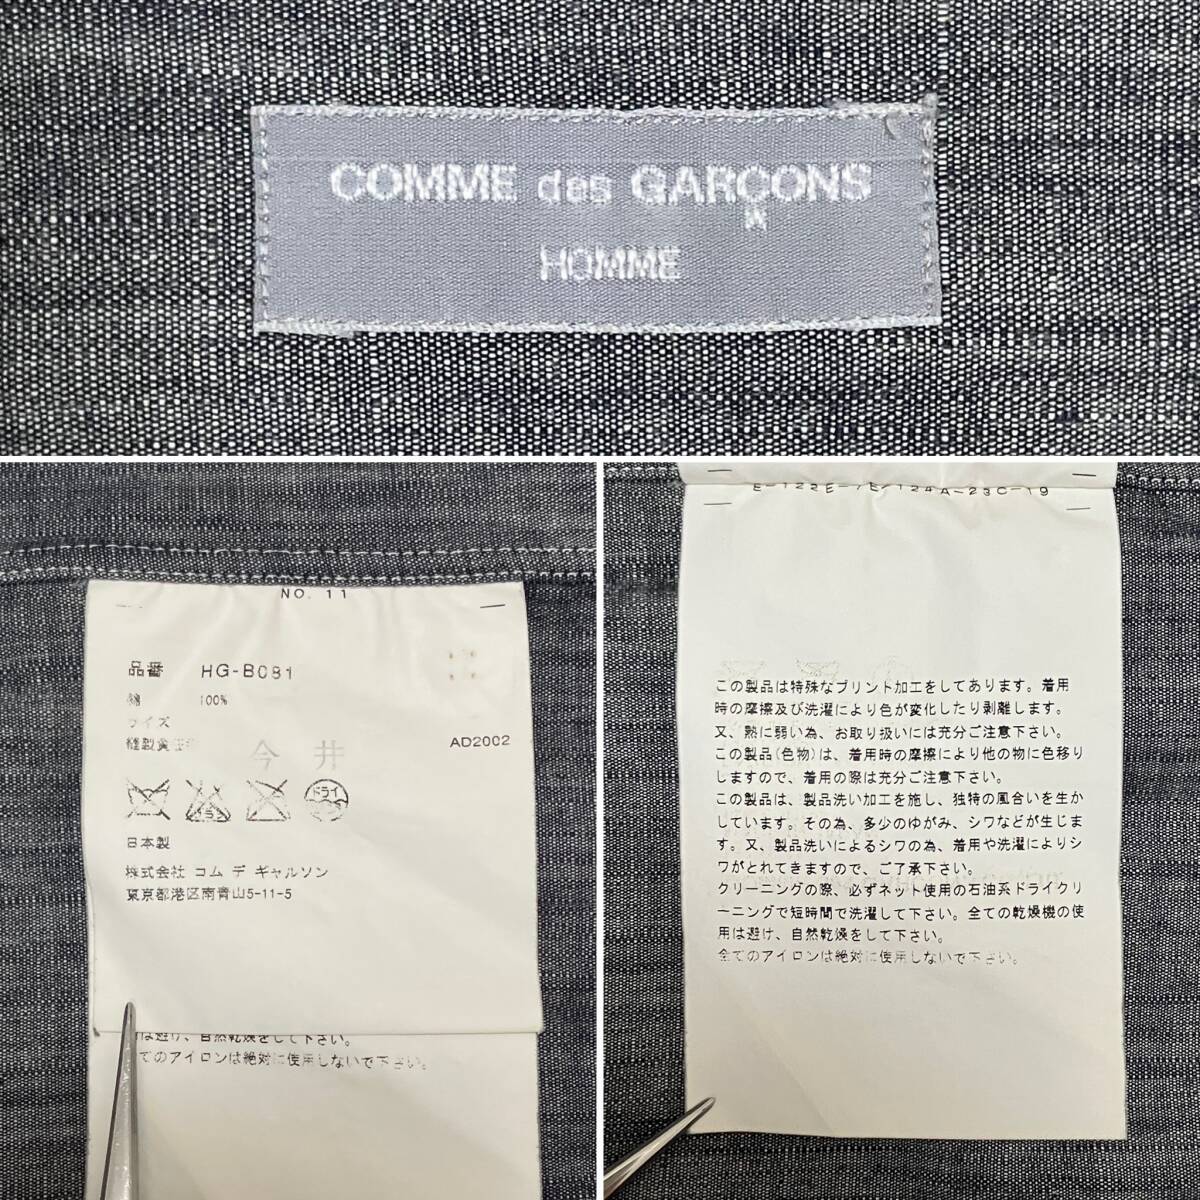 COMME des GARÇONS
HOMME
NO. 11
品番 HG-B081
綿 100%
サイズ
縫製責任者 今井 AD2002
ドライ
日本製
株式会社 コム デ ギャルソン
東京都港区南青山5-11-5
は避け、自然乾燥をして下さい。
てのアイロンは絶対に使用しないで下さい。
E-122E-7E/124A-23C-19
この製品は特殊なプリント加工をしてあります。着用
時の摩擦及び洗濯により色が変化したり剥離します。
又、熱に弱い為、お取り扱いには充分ご注意下さい。
この製品(色物)は、着用時の摩擦により他の物に色移り
しますので、着用の際は充分ご注意下さい。
この製品は、製品洗い加工を施し、独特の風合いを生か
しています。その為、多少のゆがみ、シワなどが生じま
す。又、製品洗いによるシワの為、着用や洗濯によりシ
ワがとれてきますので、ご了承下さい。
クリーニングの際、必ずネット使用の石油系ドライクリ
ーニングで短時間で洗濯して下さい。全ての乾燥機の使
用は避け、自然乾燥をして下さい。
全てのアイロンは絶対に使用しないで下さい。